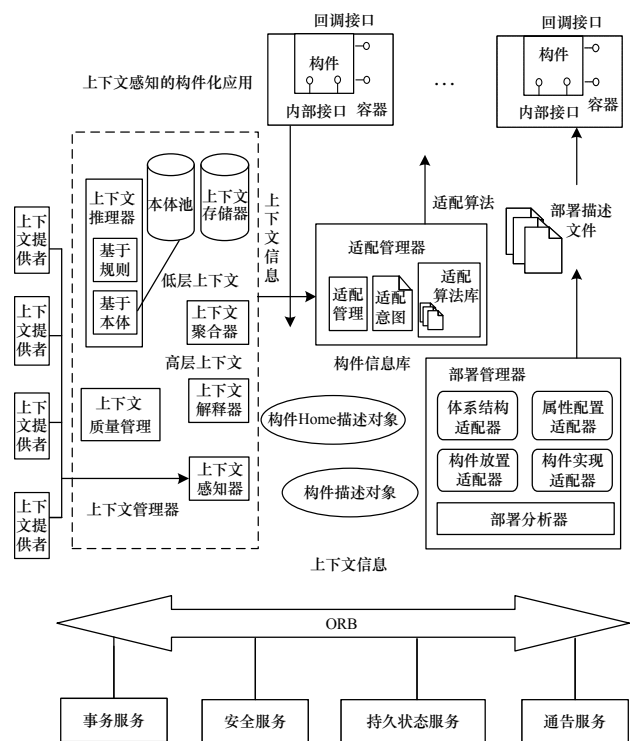 回调接口
构件
内部接口
容器
上下文感知的构件化应用
…
回调接口
构件
内部接口
容器
上下文
推理器
基于
规则
基于
本体
本体池
上下文
存储器
低层上下文
上下文
聚合器
高层上下文
上下文
解释器
上下文
质量管理
上下文
感知器
上下文管理器
上下
文提
供者
上下
文提
供者
上下
文提
供者
上下
文提
供者
上下文信息
适配算法
适配管理器
适配
管理
适配
意图
适配
算法库
部署描述
文件
构件信息库
构件Home描述对象
构件描述对象
部署管理器
体系结构
适配器
属性配置
适配器
构件放置
适配器
构件实现
适配器
部署分析器
上下文信息
ORB
事务服务
安全服务
持久状态服务
通告服务